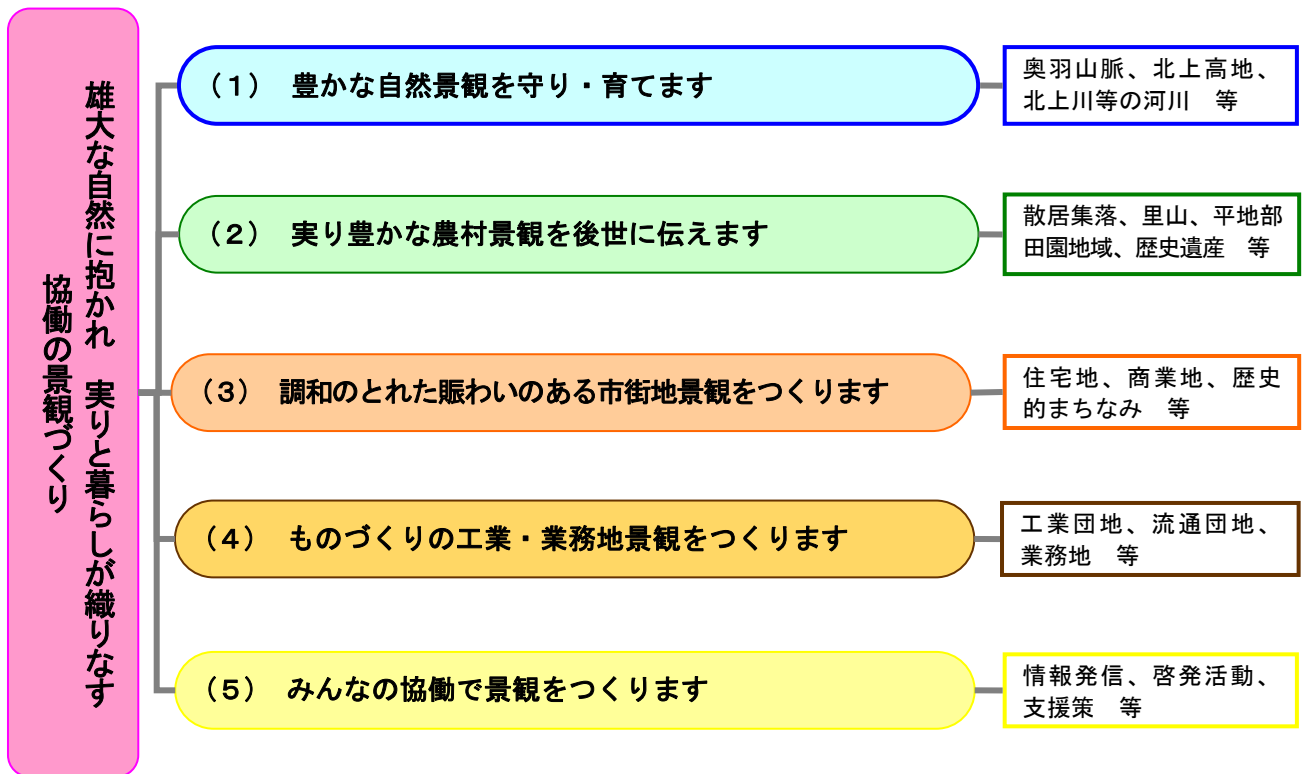 雄大な自然に抱かれ　実りと暮らしが織りなす
協働の景観づくり
（１）　豊かな自然景観を守り・育てます
奥羽山脈、北上高地、
北上川等の河川　等
（２）　実り豊かな農村景観を後世に伝えます
散居集落、里山、平地部
田園地域、歴史遺産　等
（３）　調和のとれた賑わいのある市街地景観をつくります
住宅地、商業地、歴史
的まちなみ　等
（４）　ものづくりの工業・業務地景観をつくります
工業団地、流通団地、
業務地　等
（５）　みんなの協働で景観をつくります
情報発信、啓発活動、
支援策　等